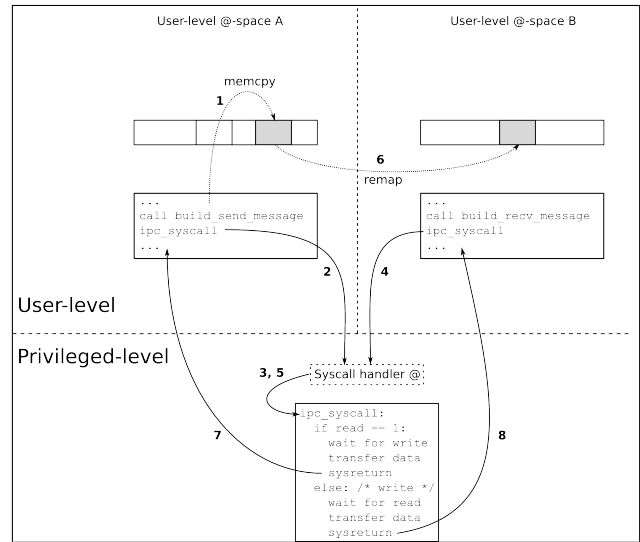 User-level @-space A
User-level @-space B
memcpy
1
6
remap
...
call build_send_message
ipc_syscall
...
...
call build_recv_message
ipc_syscall
...
2
4
User-level
Privileged-level
3, 5
Syscall handler @
ipc_syscall:
if read == 1:
wait for write
transfer data
sysreturn
else: /* write */
wait for read
transfer data
sysreturn
7
8